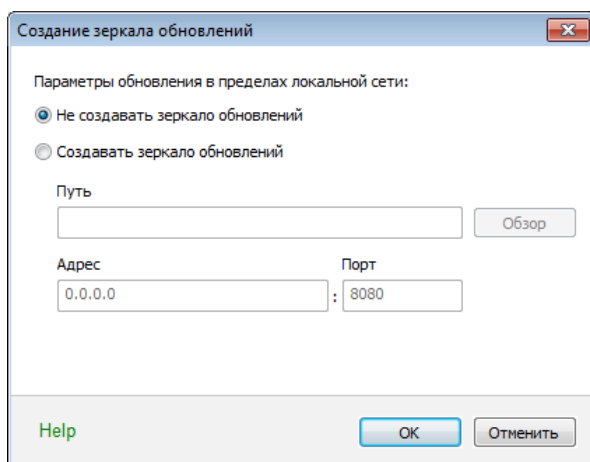 Создание зеркала обновлений
Параметры обновления в пределах локальной сети:
Не создавать зеркало обновлений
Создавать зеркало обновлений
Путь
Обзор
Адрес Порт
0.0.0.0 : 8080
Help OK Отменить